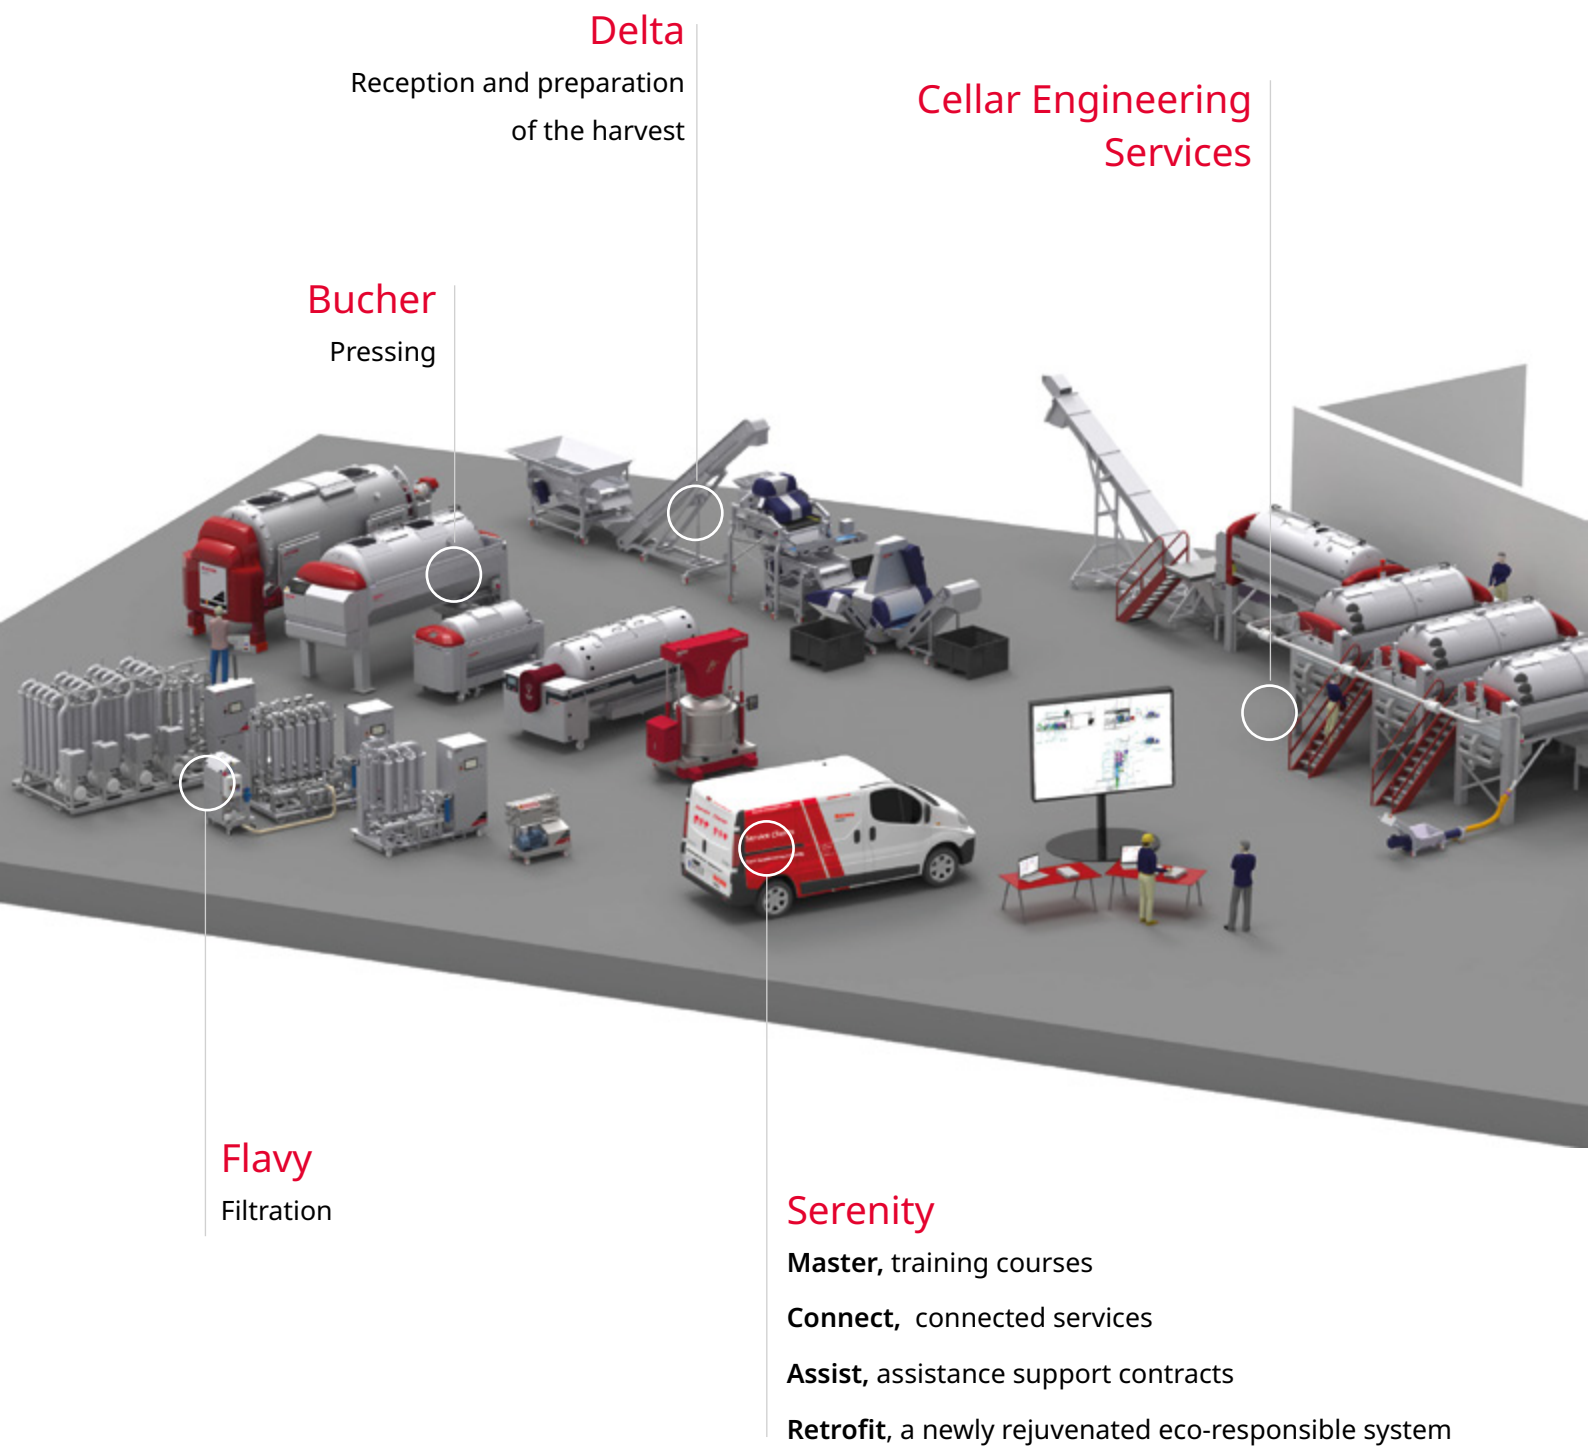 Delta
Reception and preparation
of the harvest
Cellar Engineering
Services
Bucher
Pressing
Flavy
Filtration
Serenity
Master, training courses
Connect, connected services
Assist, assistance support contracts
Retrofit, a newly rejuvenated eco-responsible system